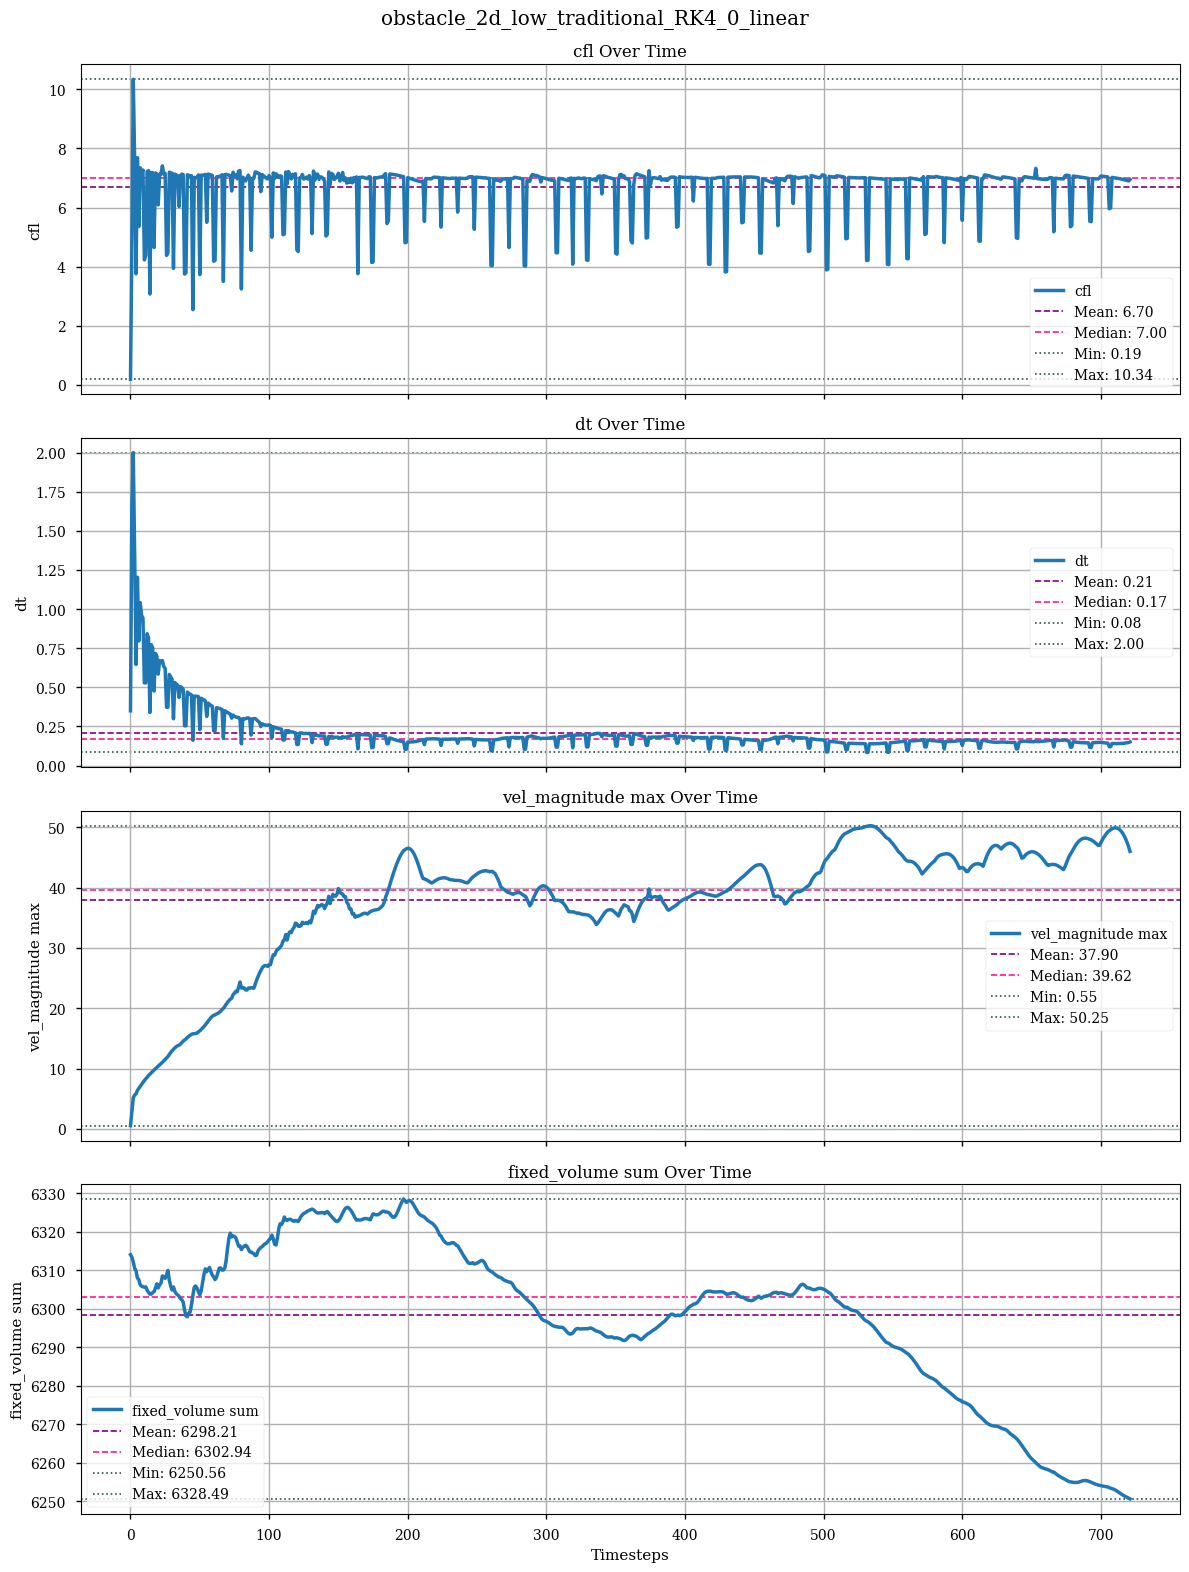 obstacle_2d_low_traditional_RK4_0_linear
cfl Over Time
10
8
6
4
2
0
cfl
cfl
Mean: 6.70
Median: 7.00
Min: 0.19
Max: 10.34
dt Over Time
2.00
1.75
1.50
1.25
1.00
0.75
0.50
0.25
0.00
dt
dt
Mean: 0.21
Median: 0.17
Min: 0.08
Max: 2.00
vel_magnitude max Over Time
50
40
30
20
10
0
vel_magnitude max
vel_magnitude max
Mean: 37.90
Median: 39.62
Min: 0.55
Max: 50.25
fixed_volume sum Over Time
6330
6320
6310
6300
6290
6280
6270
6260
6250
fixed_volume sum
fixed_volume sum
Mean: 6298.21
Median: 6302.94
Min: 6250.56
Max: 6328.49
0 100 200 300 400 500 600 700
Timesteps